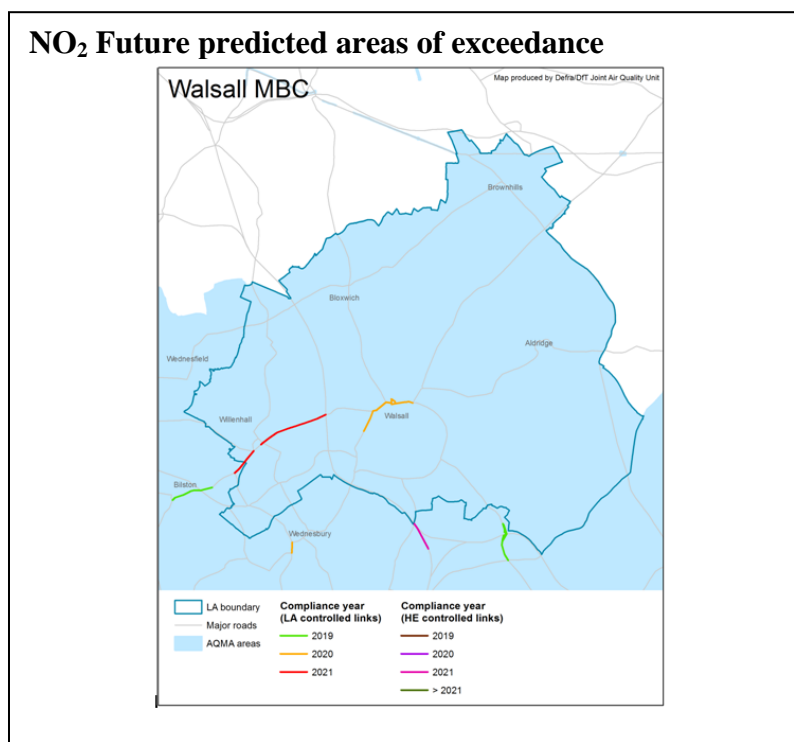 NO₂ Future predicted areas of exceedance
Walsall MBC
Map produced by Defra/DfT Joint Air Quality Unit
Brownhills
Bloxwich
Aldridge
Wednesfield
Willenhall
Walsall
Bilston
Wednesbury
LA boundary
Major roads
AQMA areas
Compliance year
(LA controlled links)
2019
2020
2021
Compliance year
(HE controlled links)
2019
2020
2021
> 2021